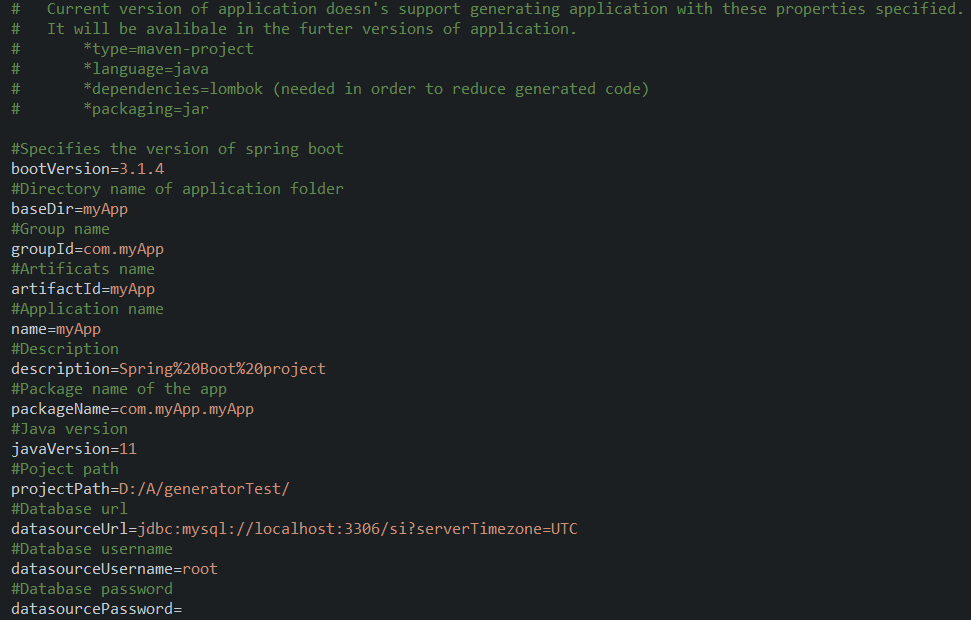 #   Current version of application doesn's support generating application with these properties specified.
#   It will be avalibale in the furter versions of application.
#       *type=maven-project
#       *language=java
#       *dependencies=lombok (needed in order to reduce generated code)
#       *packaging=jar
#Specifies the version of spring boot
bootVersion=3.1.4
#Directory name of application folder
baseDir=myApp
#Group name
groupId=com.myApp
#Artificats name
artifactId=myApp
#Application name
name=myApp
#Description
description=Spring%20Boot%20project
#Package name of the app
packageName=com.myApp.myApp
#Java version
javaVersion=11
#Poject path
projectPath=D:/A/generatorTest/
#Database url
datasourceUrl=jdbc:mysql://localhost:3306/si?serverTimezone=UTC
#Database username
datasourceUsername=root
#Database password
datasourcePassword=